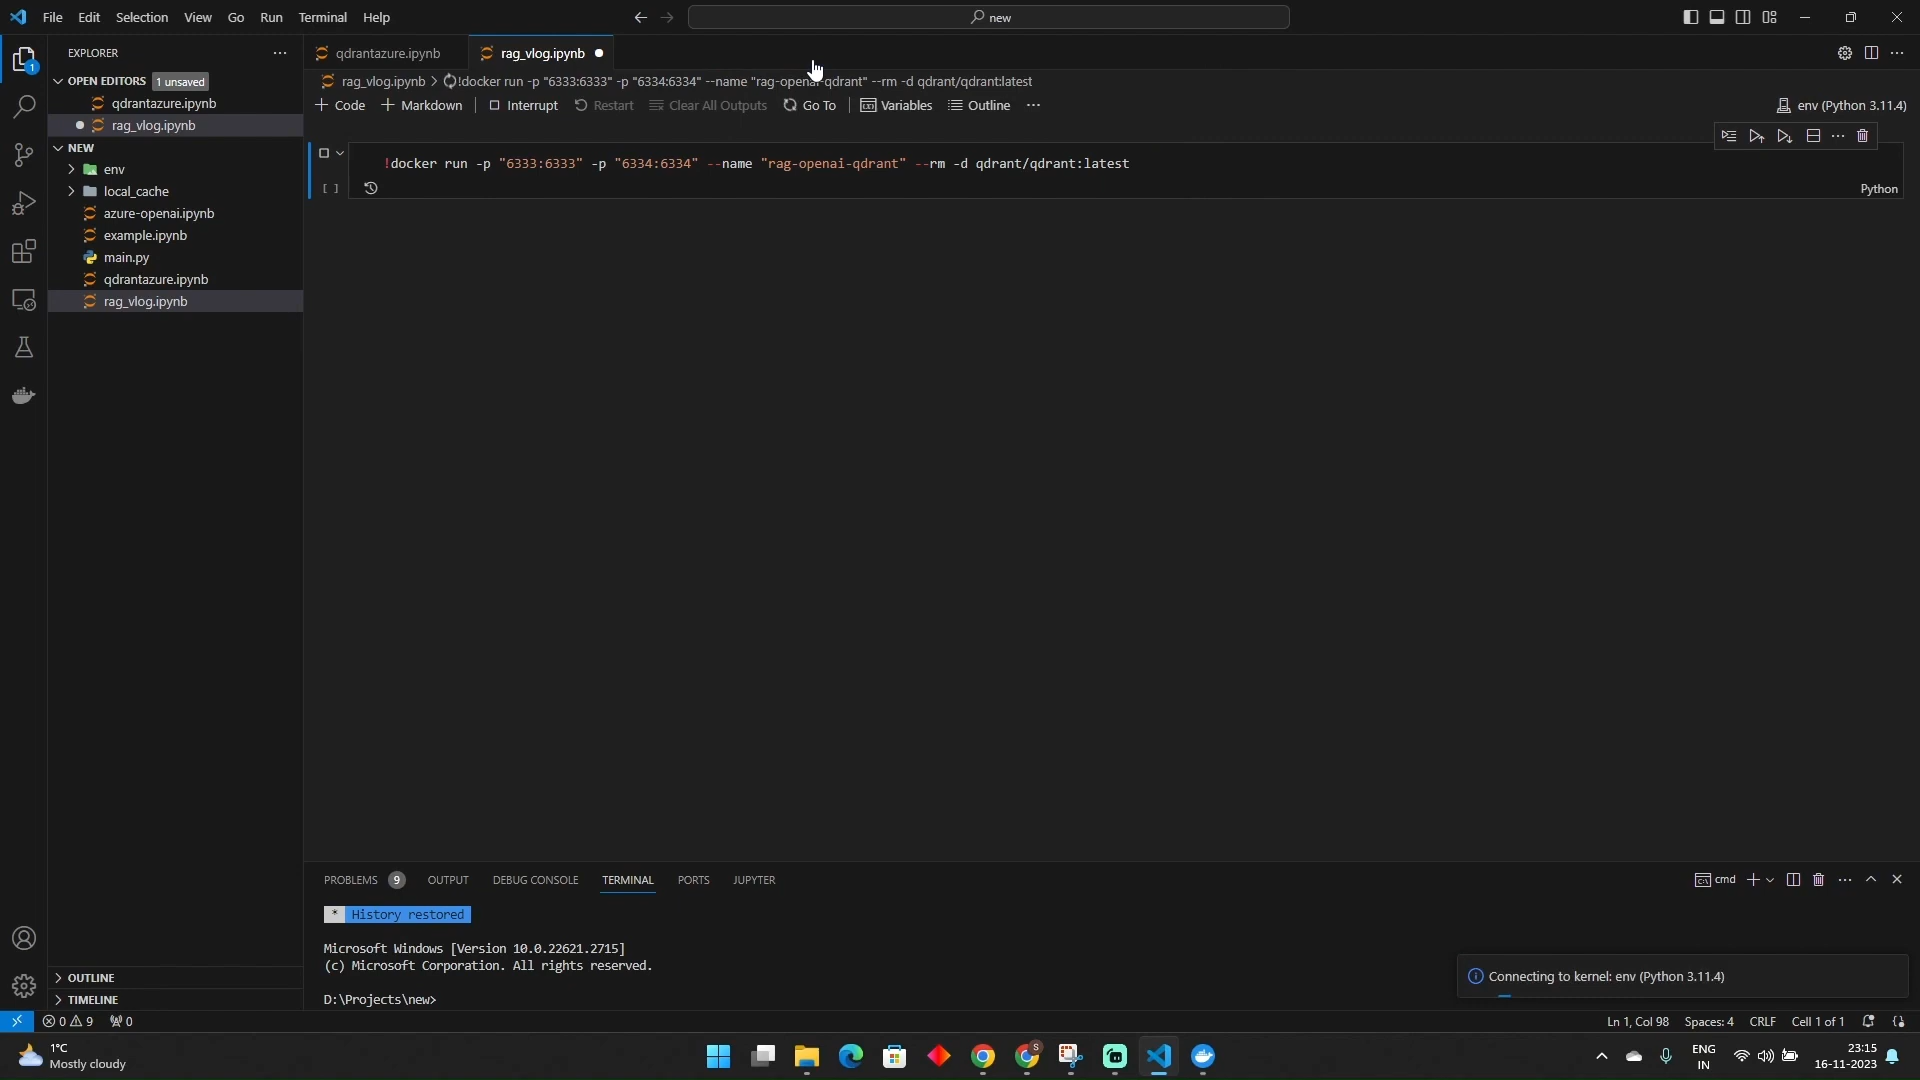 File Edit Selection View Go Run Terminal Help
new
EXPLORER
OPEN EDITORS 1 unsaved
qdrantazure.ipynb
rag_vlog.ipynb
NEW
env
local_cache
azure-openai.ipynb
example.ipynb
main.py
qdrantazure.ipynb
rag_vlog.ipynb
OUTLINE
TIMELINE
qdrantazure.ipynb rag_vlog.ipynb
rag_vlog.ipynb > !docker run -p "6333:6333" -p "6334:6334" --name "rag-openai-qdrant" --rm -d qdrant/qdrant:latest
+ Code + Markdown Interrupt Restart Clear All Outputs Go To Variables Outline ...
env (Python 3.11.4)
!docker run -p "6333:6333" -p "6334:6334" --name "rag-openai-qdrant" --rm -d qdrant/qdrant:latest
[ ]
Python
PROBLEMS 9 OUTPUT DEBUG CONSOLE TERMINAL PORTS JUPYTER
cmd
* History restored
Microsoft Windows [Version 10.0.22621.2715]
(c) Microsoft Corporation. All rights reserved.
D:\Projects\new>
Connecting to kernel: env (Python 3.11.4)
1
0 9 0
Ln 1, Col 98 Spaces: 4 CRLF Cell 1 of 1
1°C
Mostly cloudy
S
ENG
IN
23:15
16-11-2023